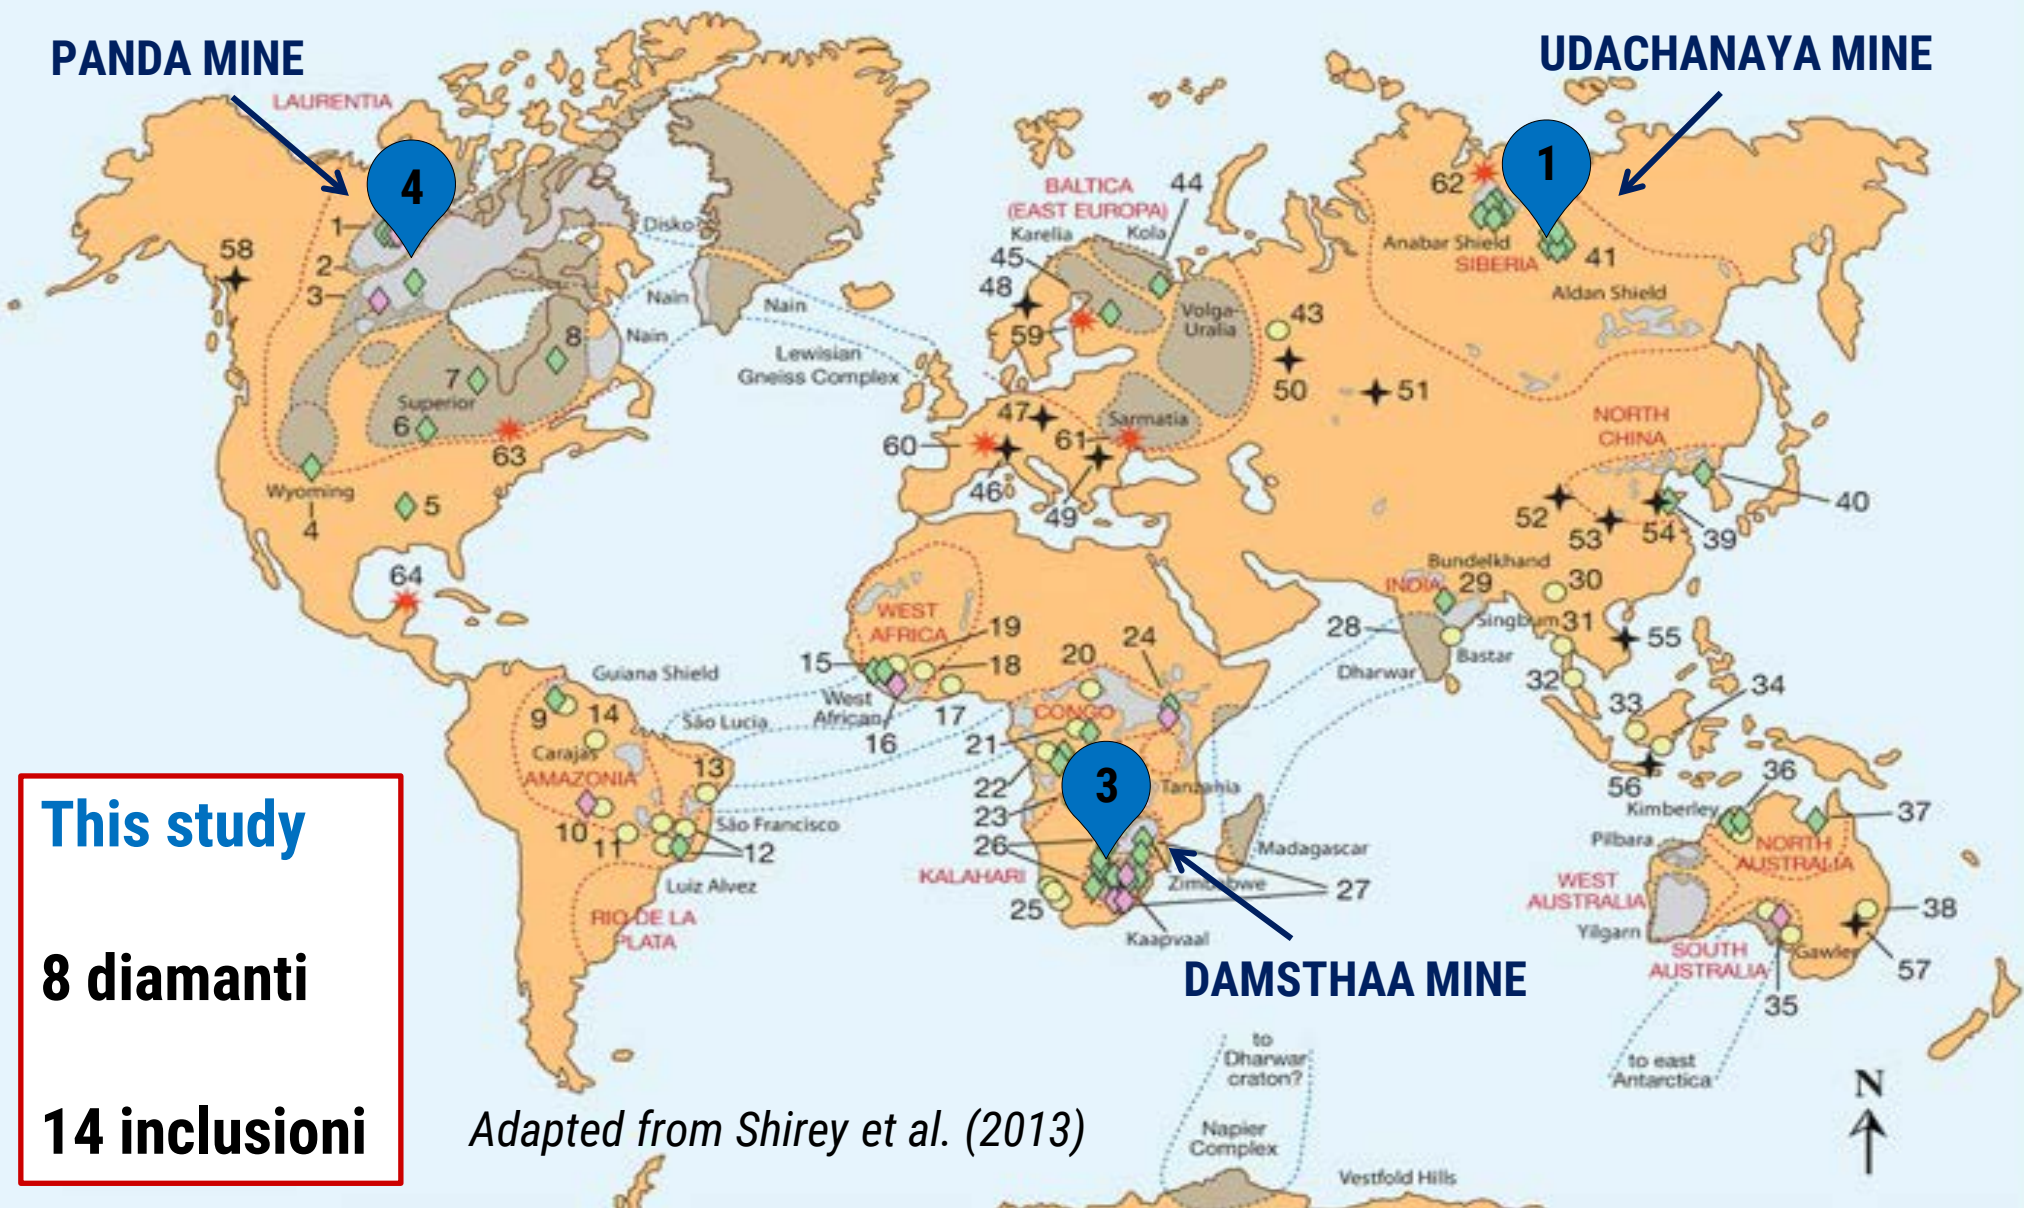 PANDA MINE
UDACHANAYA MINE
LAURENTIA
4
1
62
BALTICA
(EAST EUROPA)
44
Karelia
Kola
Disko?
1
58
2
3
45
48
Anabar Shield
SIBERIA
41
Aldan Shield
Nain
Nain
Nain
Volga-
Uralia
43
59
8
Lewisian
Gneiss Complex
7
Superior
6
50
51
47
Sarmatia
60
61
NORTH
CHINA
63
Wyoming
4
5
46
49
52
53
54
39
40
64
Bundelkhand
INDIA
29
30
WEST
AFRICA
19
28
Singbum
31
55
15
18
20
24
Bastar
Dharwar
32
Guiana Shield
West
African
17
16
9
14
São Lucia
CONGO
21
33
34
Carajas
AMAZONIA
13
3
22
23
Tanzania
56
36
Kimberley
37
This study
10
11
12
São Francisco
26
Madagascar
Pilbara
NORTH
AUSTRALIA
KALAHARI
Zimbabwe
27
WEST
AUSTRALIA
Luiz Alvez
25
38
RIO DE LA
PLATA
Kaapvaal
Yilgarn
SOUTH
AUSTRALIA
Gawler
57
8 diamanti
DAMSTHAA MINE
35
to
Dharwar
craton?
to east
Antarctica
N
14 inclusioni
Adapted from Shirey et al. (2013)
Napier
Complex
Vestfold Hills